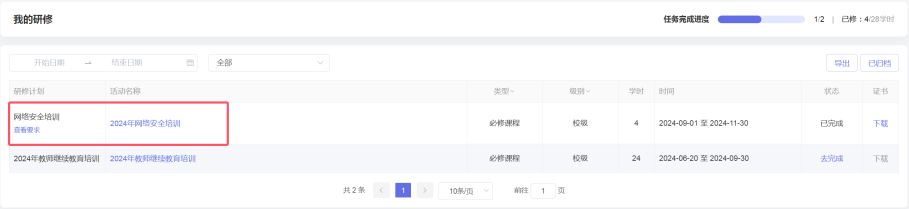 我的研修
任务完成进度 1/2 | 已修：4/28学时
开始日期 → 结束日期 全部 导出 已归档
研修计划 活动名称 类型 级别 学时 时间 状态 证书
网络安全培训
查看要求
2024年网络安全培训 必修课程 校级 4 2024-09-01 至 2024-11-30 已完成 下载
2024年教师继续教育培训 2024年教师继续教育培训 必修课程 校级 24 2024-06-20 至 2024-09-30 去完成 下载
共 2 条 < 1 > 10条/页 前往 1 页